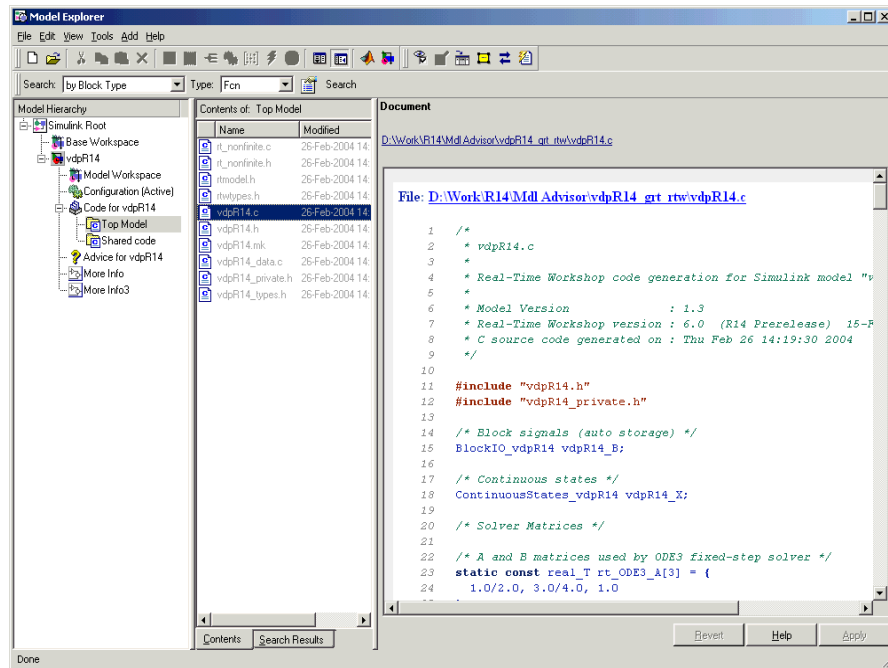 Model Explorer
File Edit View Tools Add Help
Search: by Block Type Type: Fcn Search
Model Hierarchy
Simulink Root
Base Workspace
vdpR14
Model Workspace
Configuration (Active)
Code for vdpR14
Top Model
Shared code
Advice for vdpR14
More Info
More Info3
Contents of: Top Model
Name Modified
rt_nonfinite.c 26-Feb-2004 14:
rt_nonfinite.h 26-Feb-2004 14:
rtmodel.h 26-Feb-2004 14:
rtwtypes.h 26-Feb-2004 14:
vdpR14.c 26-Feb-2004 14:
vdpR14.h 26-Feb-2004 14:
vdpR14.mk 26-Feb-2004 14:
vdpR14_data.c 26-Feb-2004 14:
vdpR14_private.h 26-Feb-2004 14:
vdpR14_types.h 26-Feb-2004 14:
Contents Search Results
Document
D:\Work\R14\Mdl Advisor\vdpR14_grt_rtw\vdpR14.c
File: D:\Work\R14\Mdl Advisor\vdpR14_grt_rtw\vdpR14.c
1 /*
2 * vdpR14.c
3 *
4 * Real-Time Workshop code generation for Simulink model "v
5 *
6 * Model Version : 1.3
7 * Real-Time Workshop version : 6.0 (R14 Prerelease) 15-F
8 * C source code generated on : Thu Feb 26 14:19:30 2004
9 */
10
11 #include "vdpR14.h"
12 #include "vdpR14_private.h"
13
14 /* Block signals (auto storage) */
15 BlockIO_vdpR14 vdpR14_B;
16
17 /* Continuous states */
18 ContinuousStates_vdpR14 vdpR14_X;
19
20 /* Solver Matrices */
21
22 /* A and B matrices used by ODE3 fixed-step solver */
23 static const real_T rt_ODE3_A[3] = {
24 1.0/2.0, 3.0/4.0, 1.0
Revert Help Apply
Done